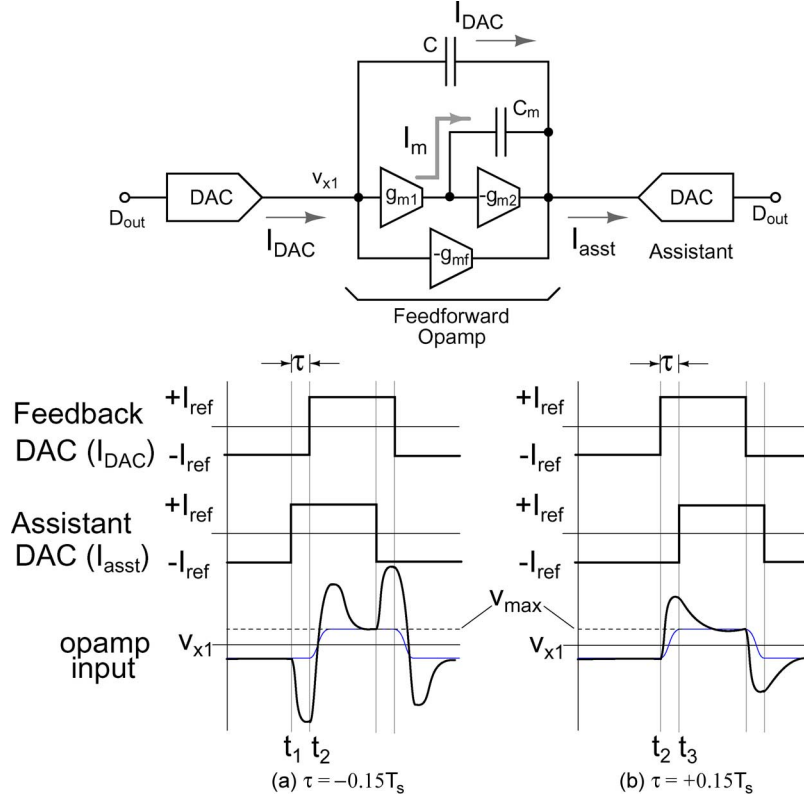 I_DAC
C
C_m
I_m
v_x1
DAC
g_m1
-g_m2
DAC
D_out
I_DAC
-g_mf
I_asst
Assistant
D_out
Feedforward
Opamp
τ
τ
Feedback
DAC (I_DAC)
+I_ref
-I_ref
+I_ref
-I_ref
Assistant
DAC (I_asst)
+I_ref
-I_ref
+I_ref
-I_ref
v_max
opamp
input
v_x1
v_x1
t_1 t_2
t_2 t_3
(a) τ = −0.15T_s
(b) τ = +0.15T_s